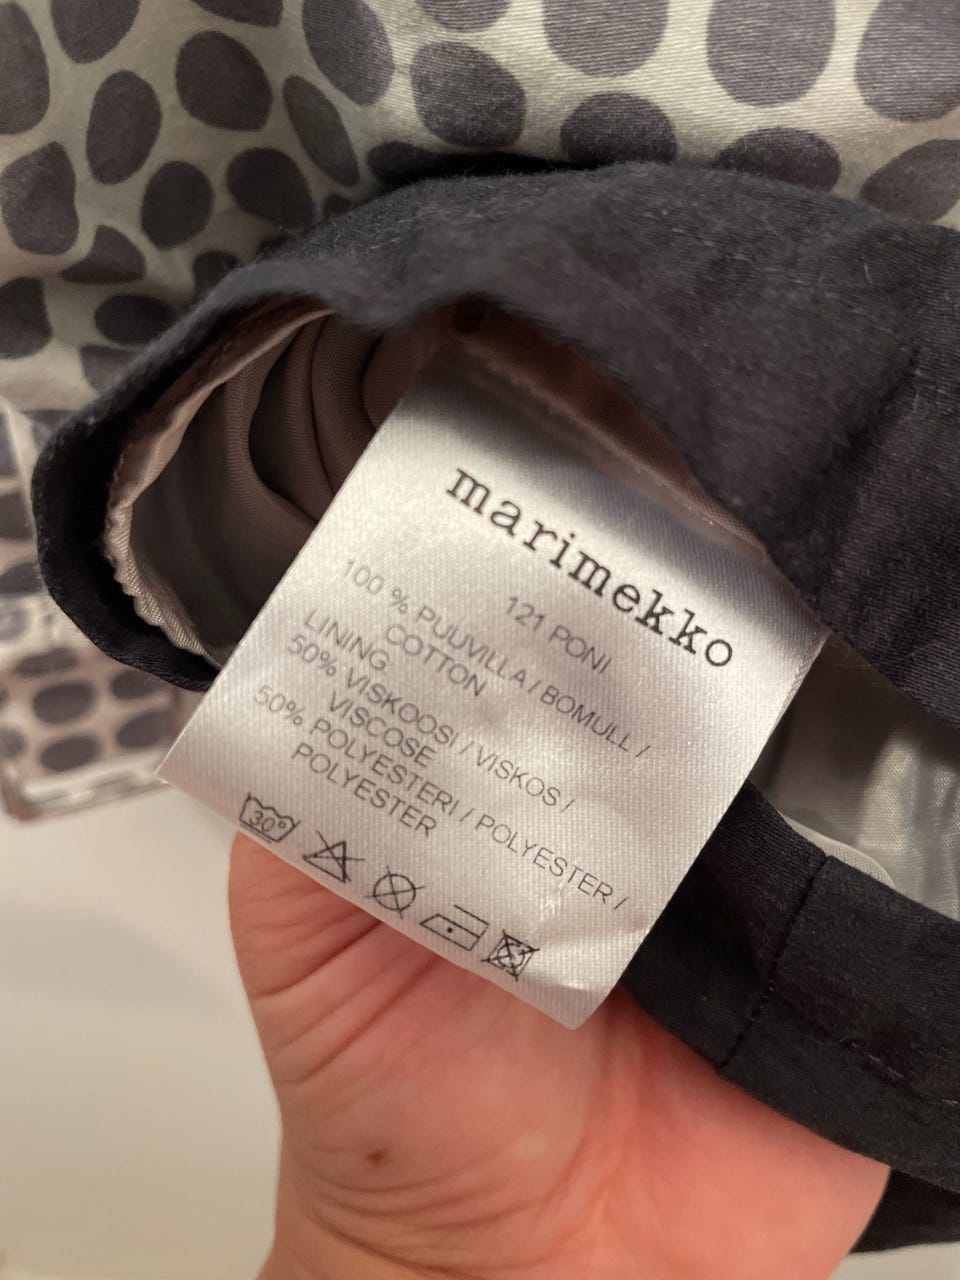 marimekko
121 PONI
100 % PUUVILLA / BOMULL /
COTTON
LINING
50% VISKOOSI / VISKOS /
VISCOSE
50% POLYESTERI / POLYESTER /
POLYESTER
30°